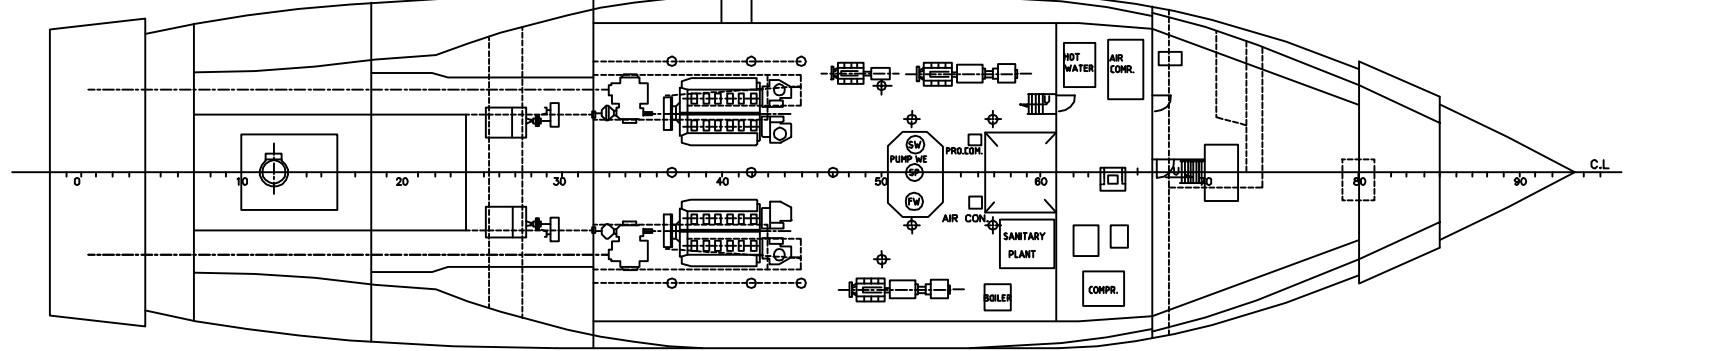 HOT
WATER
AIR
COMR.
SW
PRO.COM.
PUMP WE
SP
C.L
0
10
20
30
40
50
60
70
80
90
FW
AIR CON.
SANITARY
PLANT
BOILER
COMPR.